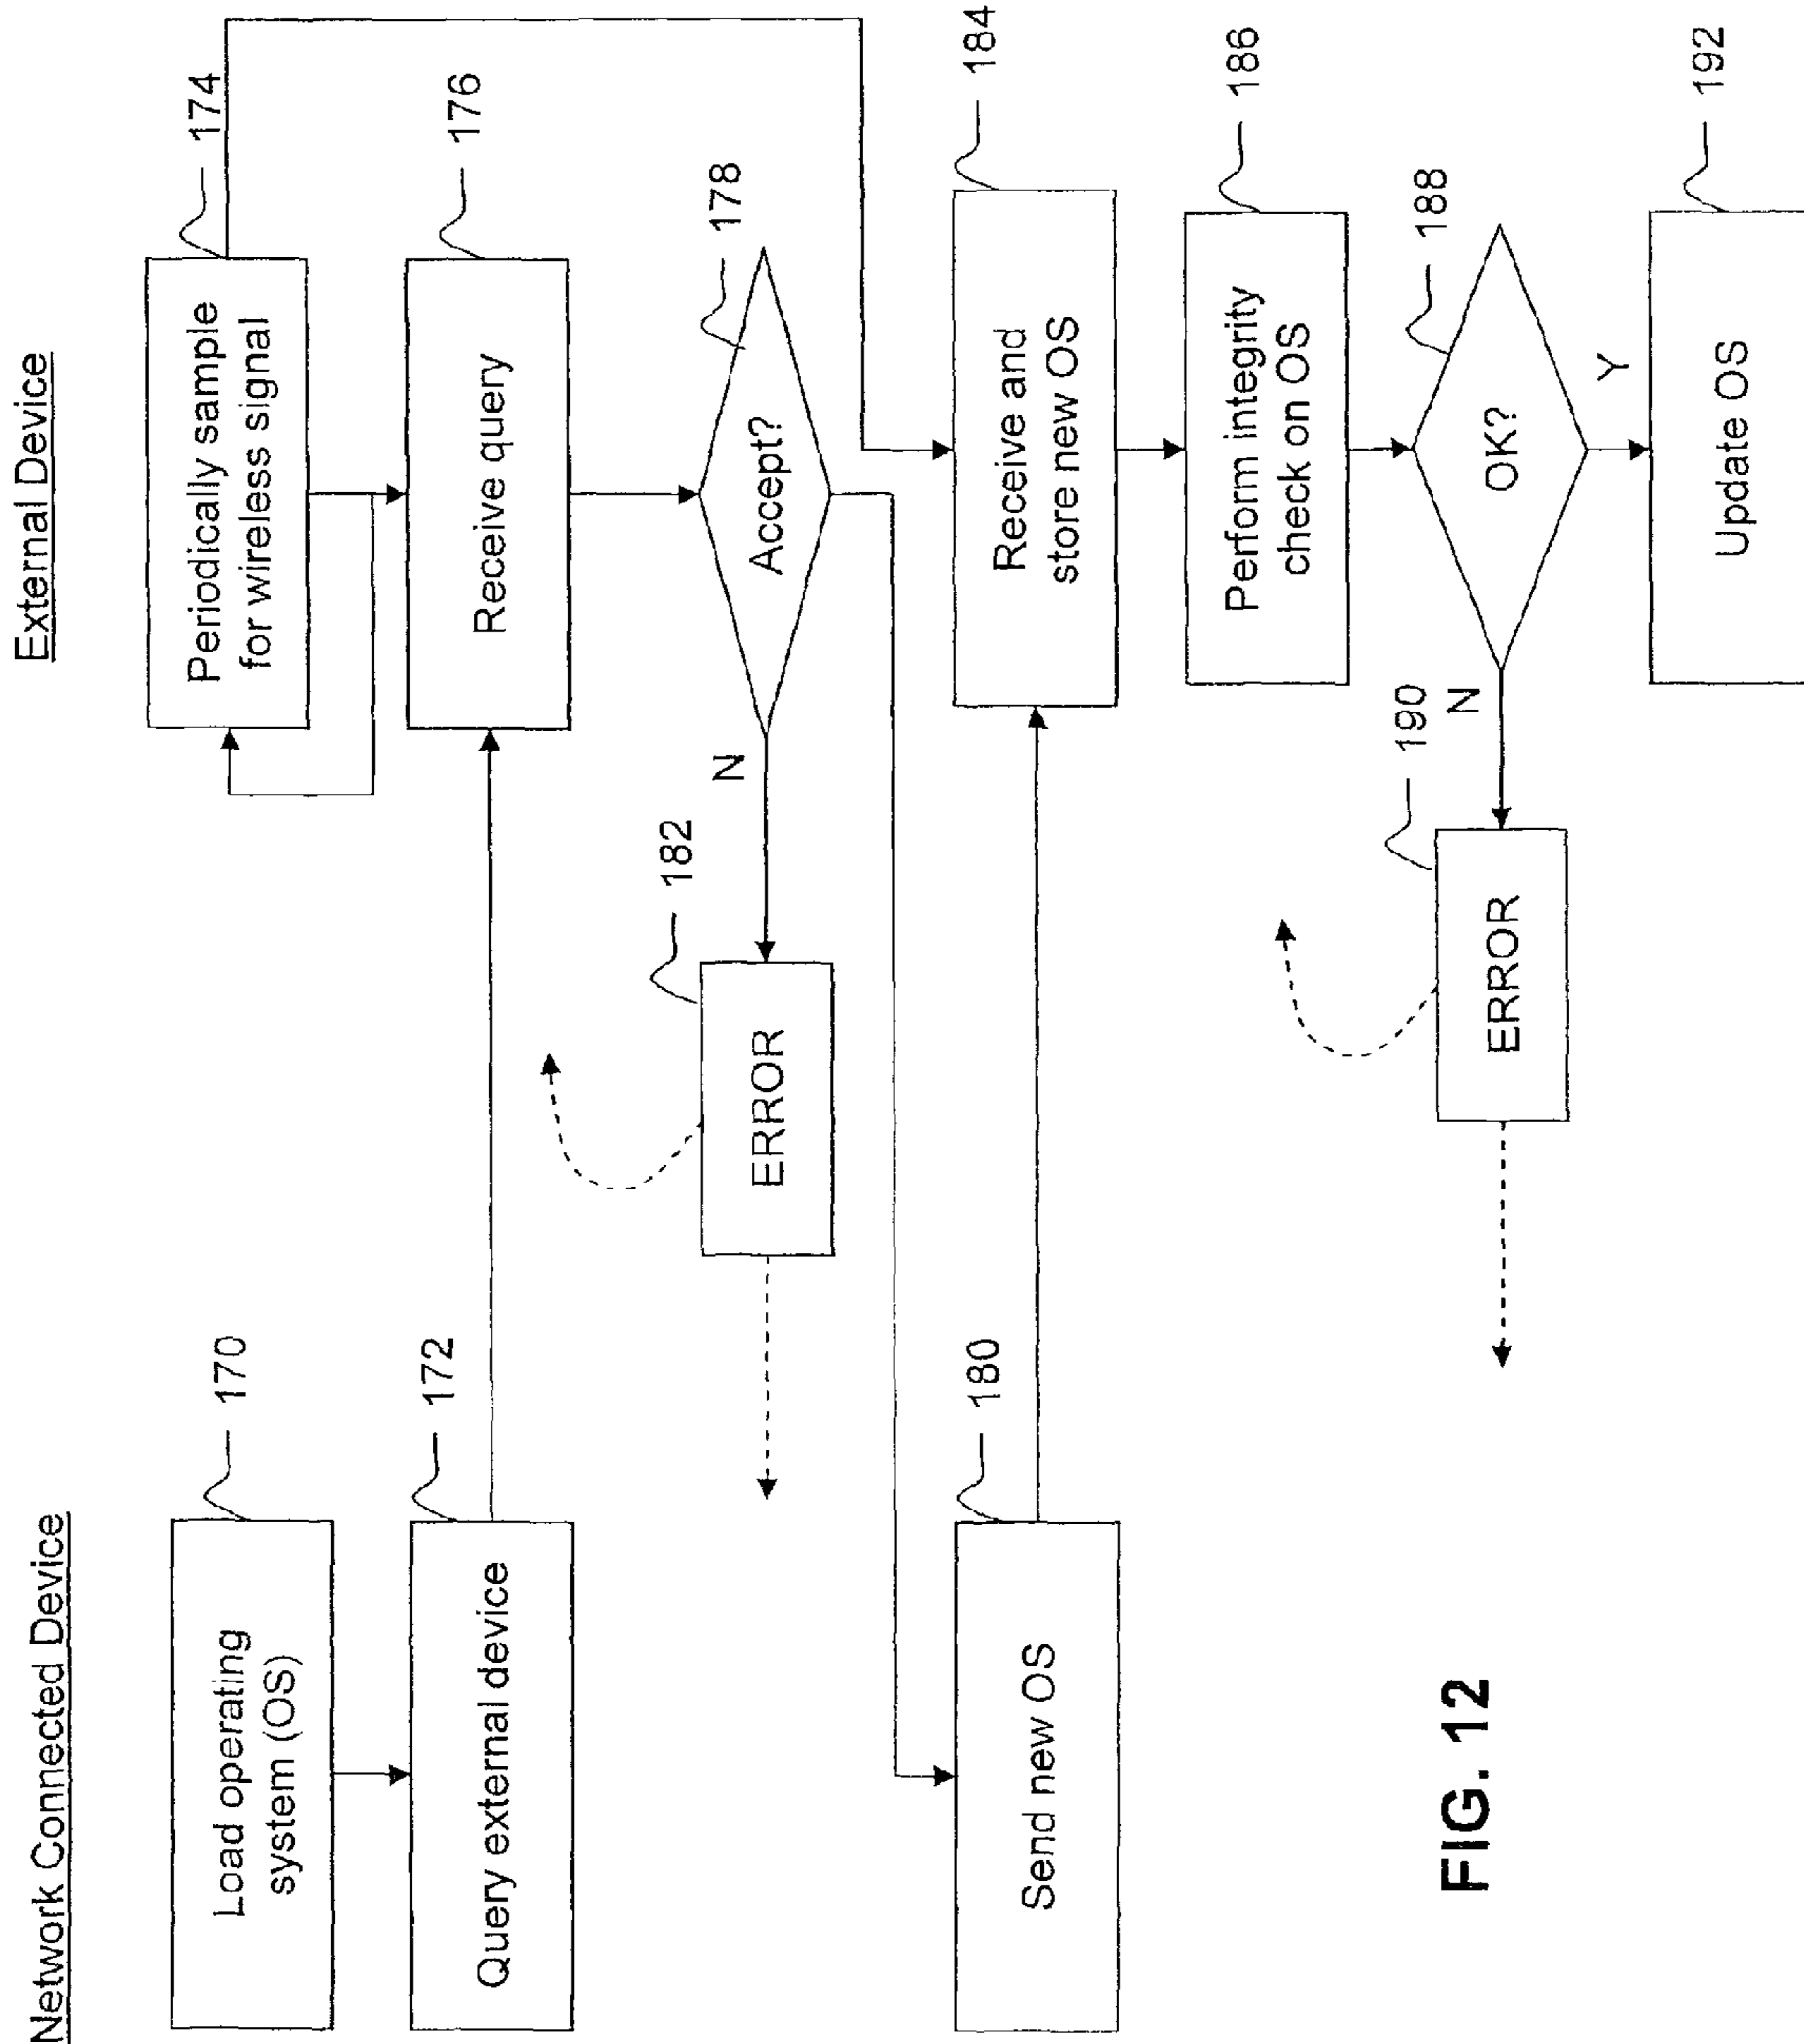 Network Connected Device
External Device
Load operating
system (OS)
170
Query external device
172
Periodically sample
for wireless signal
174
Receive query
176
Accept?
178
N
ERROR
182
Send new OS
180
Receive and
store new OS
184
Perform integrity
check on OS
186
OK?
188
N
Y
ERROR
190
Update OS
192
FIG. 12